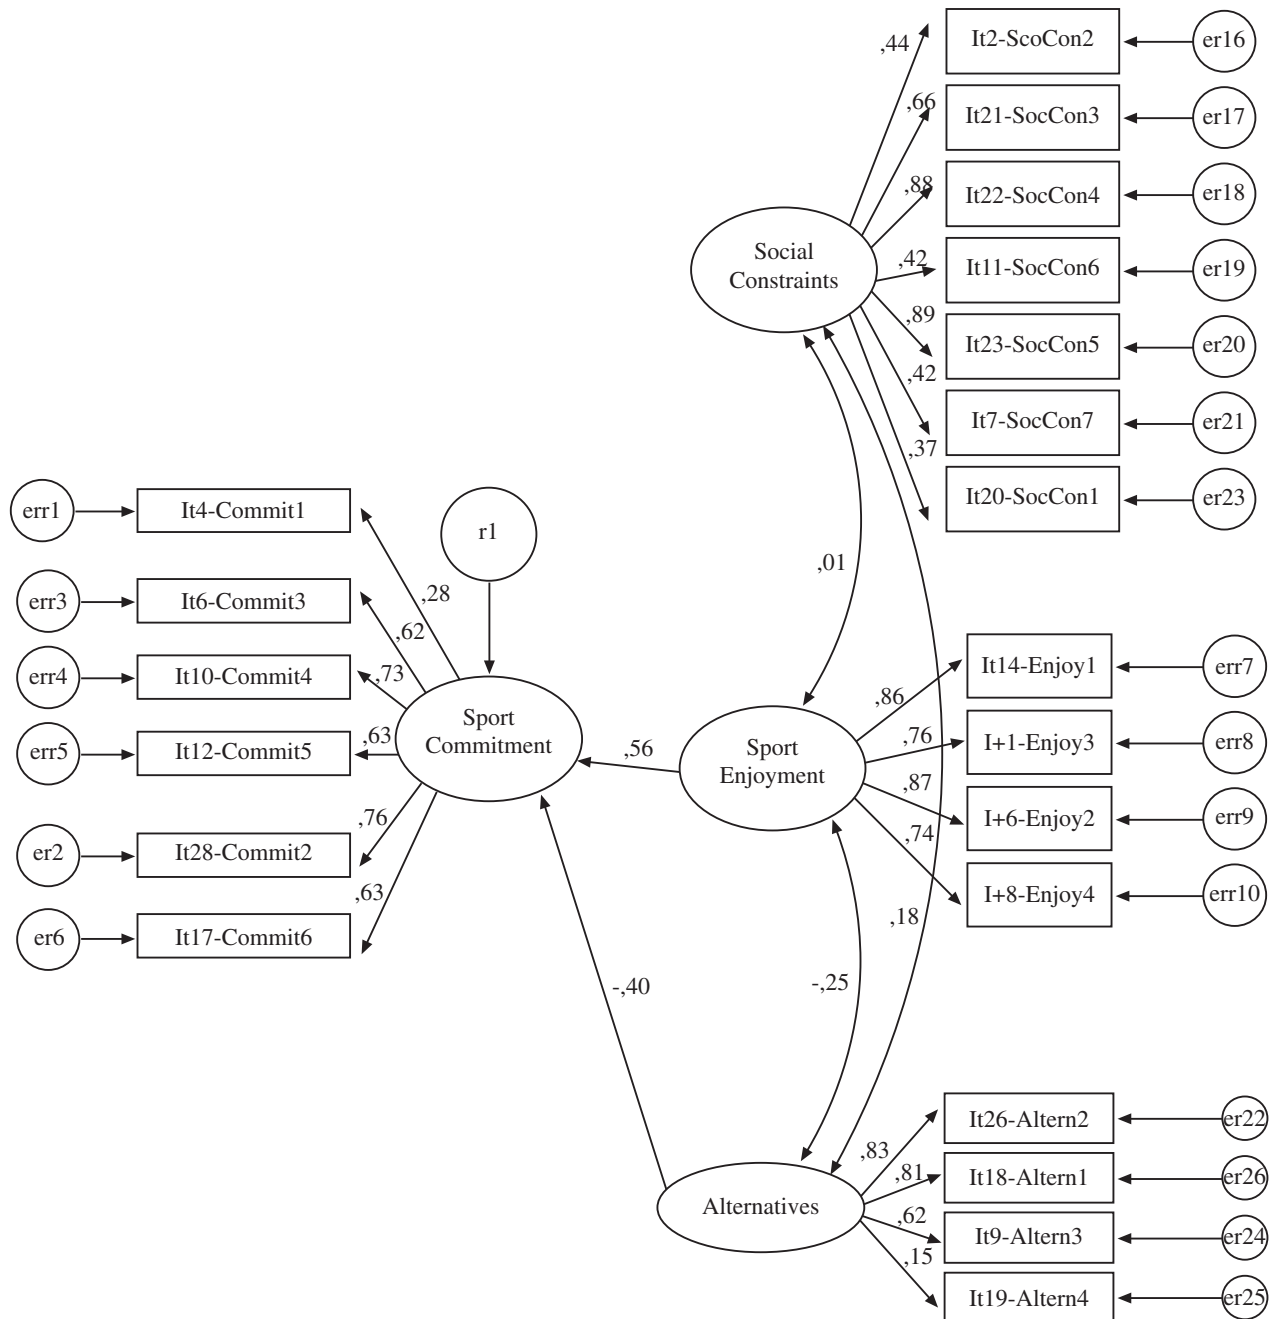 ,44
It2-ScoCon2
er16
,66
It21-SocCon3
er17
,88
It22-SocCon4
er18
Social
Constraints
,42
It11-SocCon6
er19
,89
It23-SocCon5
er20
,42
It7-SocCon7
er21
,37
It20-SocCon1
er23
err1
It4-Commit1
r1
,28
,01
err3
It6-Commit3
,62
err4
It10-Commit4
,73
err5
It12-Commit5
,63
Sport
Commitment
,56
Sport
Enjoyment
,86
It14-Enjoy1
err7
,76
I+1-Enjoy3
err8
,87
I+6-Enjoy2
err9
,74
I+8-Enjoy4
err10
er2
It28-Commit2
,76
er6
It17-Commit6
,63
,18
-,40
-,25
Alternatives
,83
It26-Altern2
er22
,81
It18-Altern1
er26
,62
It9-Altern3
er24
,15
It19-Altern4
er25